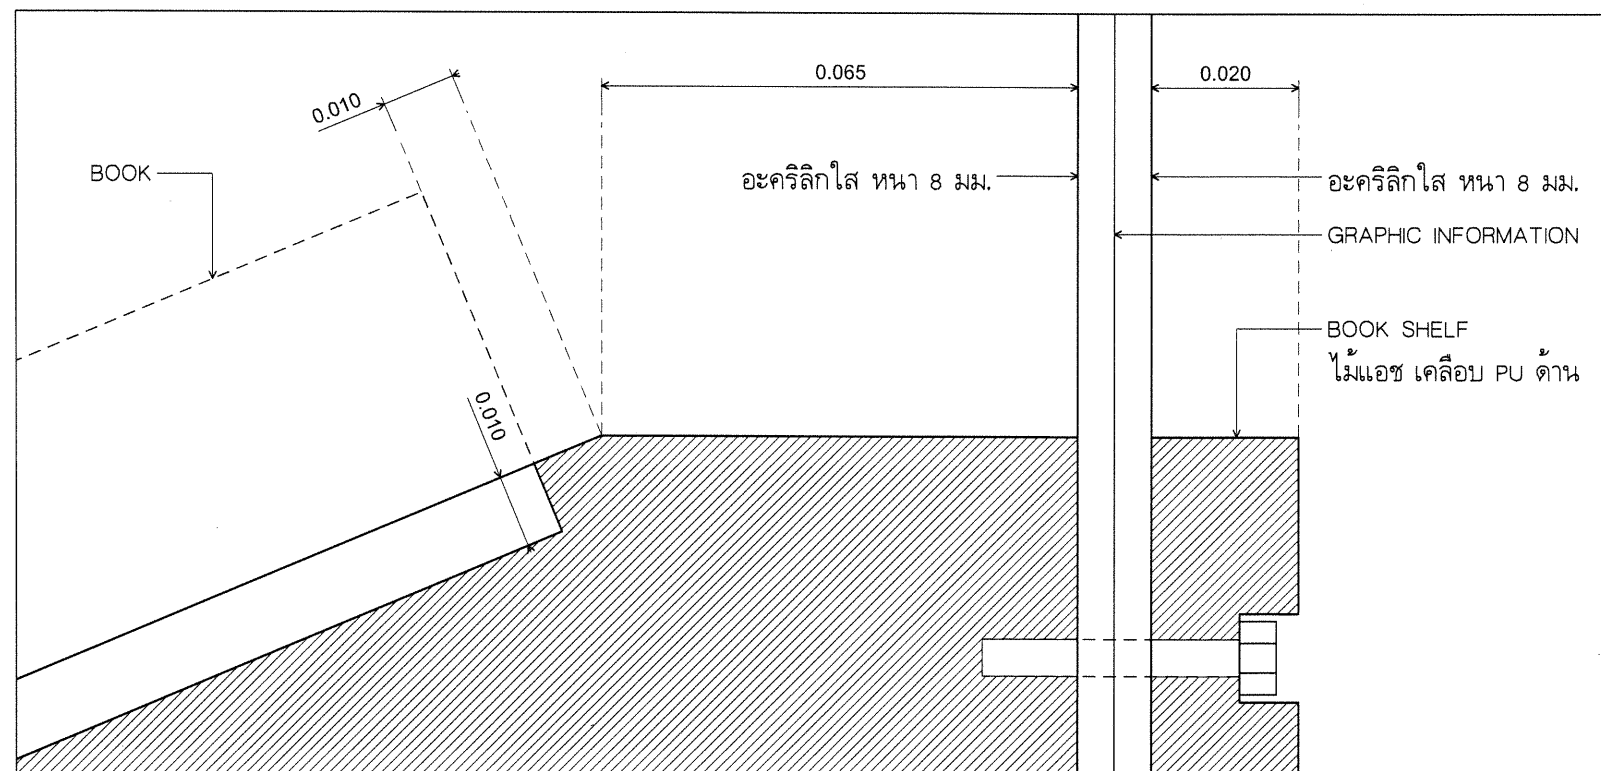 0.065
0.020
0.010
BOOK
อะคริลิกใส หนา 8 มม.
อะคริลิกใส หนา 8 มม.
GRAPHIC INFORMATION
BOOK SHELF
ไม้แอช เคลือบ PU ด้าน
0.010